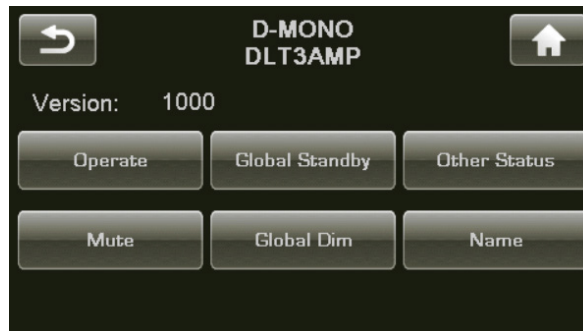 D-MONO
DLT3AMP
Version: 1000
Operate Global Standby Other Status
Mute Global Dim Name